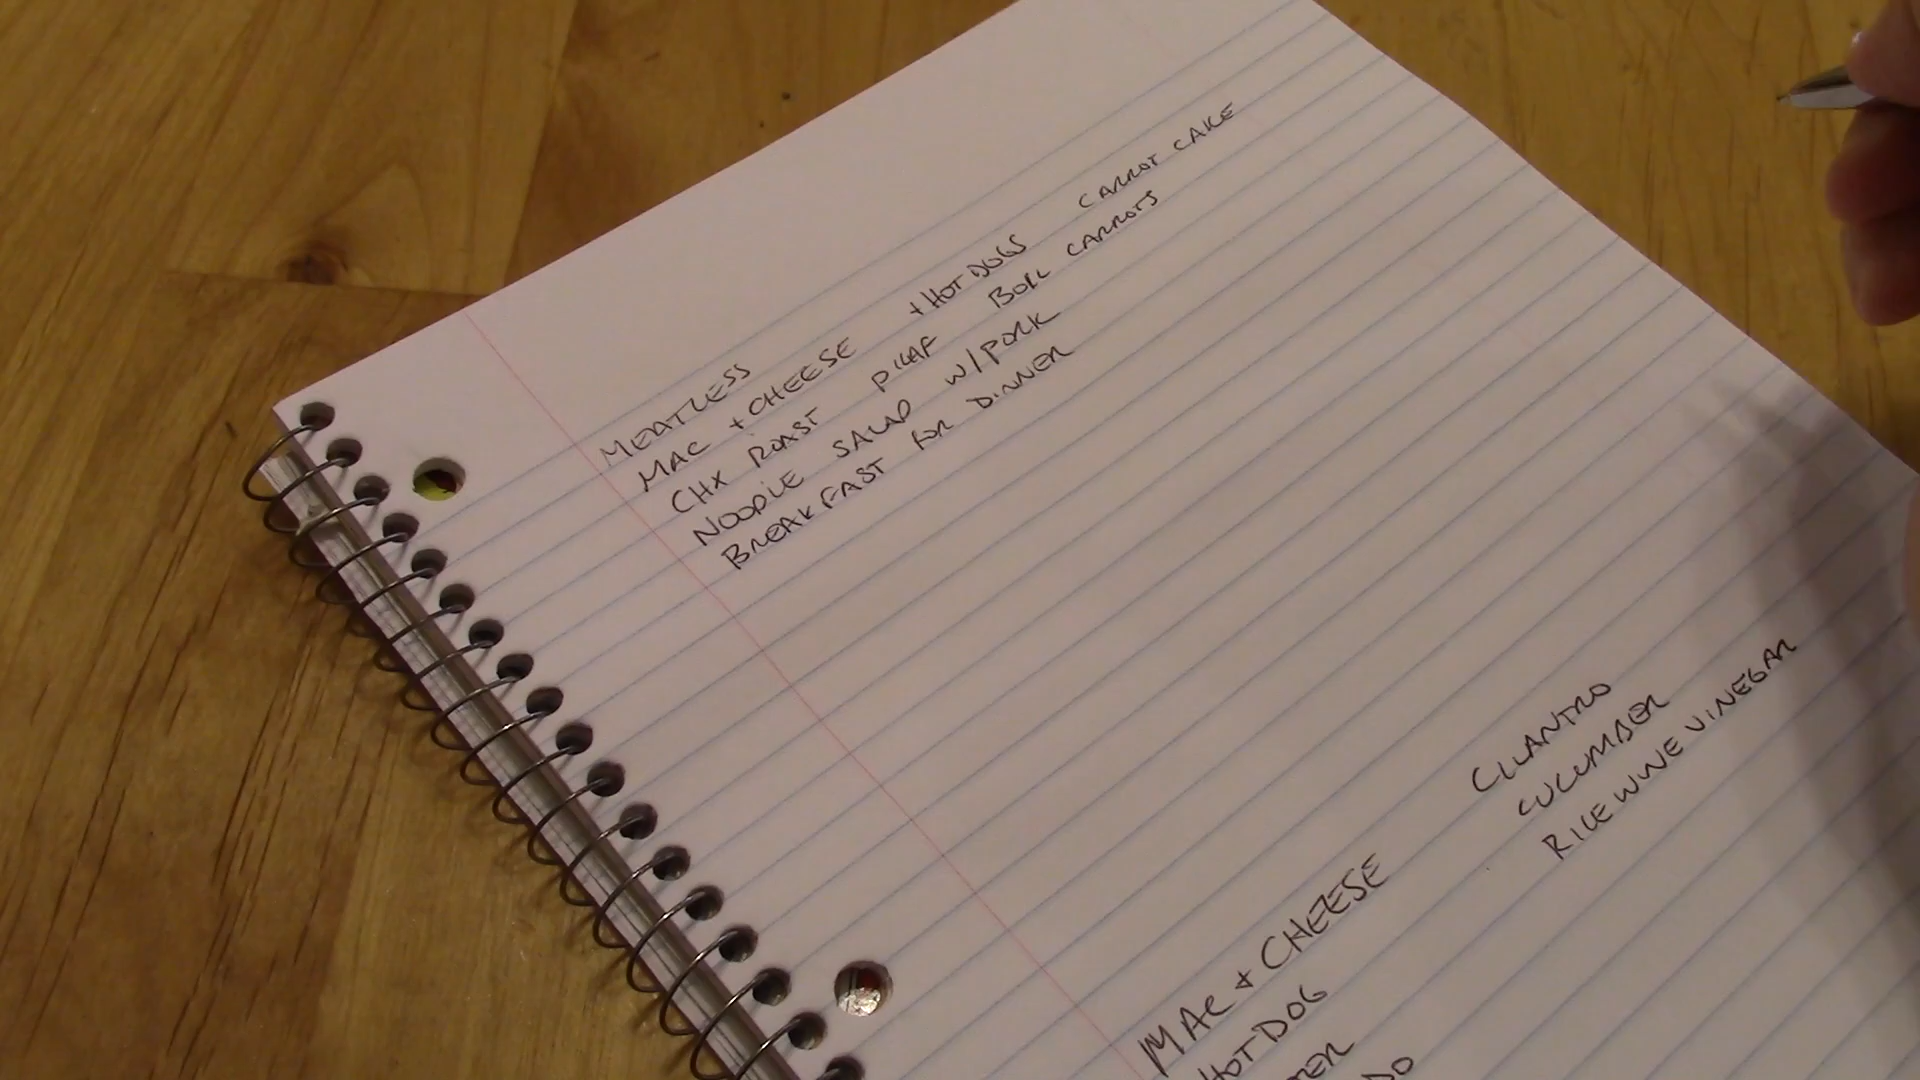 MEATLESS
MAC + CHEESE + HOT DOGS CARROT CAKE
CHX ROAST PILAF BOIL CARROTS
NOODLE SALAD W/PORK
BREAKFAST FOR DINNER
CILANTRO
CUCUMBER
RICE WINE VINEGAR
MAC + CHEESE
HOT DOG